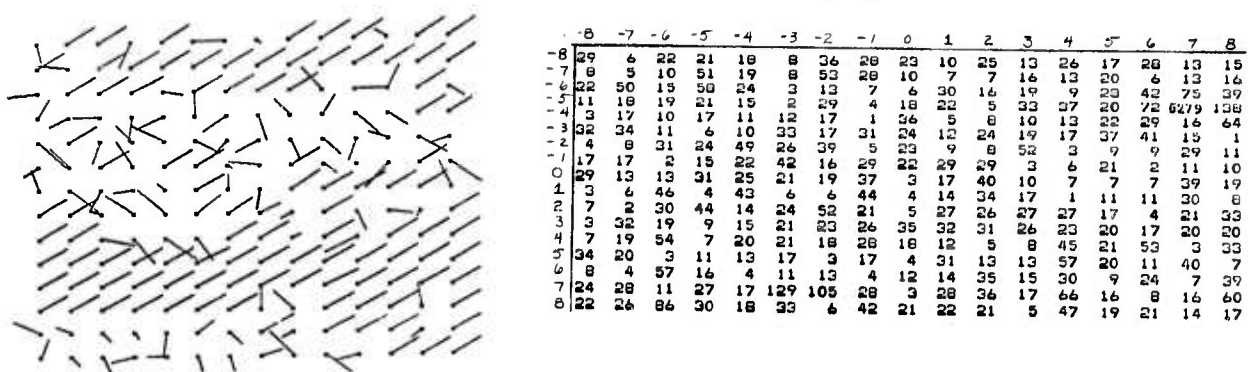 -8 -7 -6 -5 -4 -3 -2 -1 0 1 2 3 4 5 6 7 8
-8 29 6 22 21 18 8 36 28 23 10 25 13 26 17 28 13 15
-7 8 5 10 51 19 8 53 28 10 7 7 16 13 20 6 13 16
-6 22 50 15 58 24 3 13 7 6 30 16 19 9 23 42 75 39
-5 11 18 19 21 15 2 29 4 18 22 5 33 37 20 72 6279 138
-4 3 17 10 17 11 12 17 1 36 5 8 10 13 22 29 16 64
-3 32 34 11 6 10 33 17 31 24 12 24 19 17 37 41 15 1
-2 4 8 31 24 49 26 39 5 23 9 8 52 3 9 9 29 11
-1 17 17 2 15 22 42 16 29 22 29 29 3 6 21 2 11 10
0 29 13 13 31 25 21 19 37 3 17 40 10 7 7 7 39 19
1 3 6 46 4 43 6 6 44 4 14 34 17 1 11 11 30 8
2 7 2 30 44 14 24 52 21 5 27 26 27 27 17 4 21 33
3 3 32 19 9 15 21 23 26 35 32 31 26 23 20 17 20 20
4 7 19 54 7 20 21 18 28 18 12 5 8 45 21 53 3 33
5 34 20 3 11 13 17 3 17 4 31 13 13 57 20 11 40 7
6 8 4 57 16 4 11 13 4 12 14 35 15 30 9 24 7 39
7 24 28 11 27 17 129 105 28 3 28 36 17 66 16 8 16 60
8 22 26 86 30 18 33 6 42 21 22 21 5 47 19 21 14 17